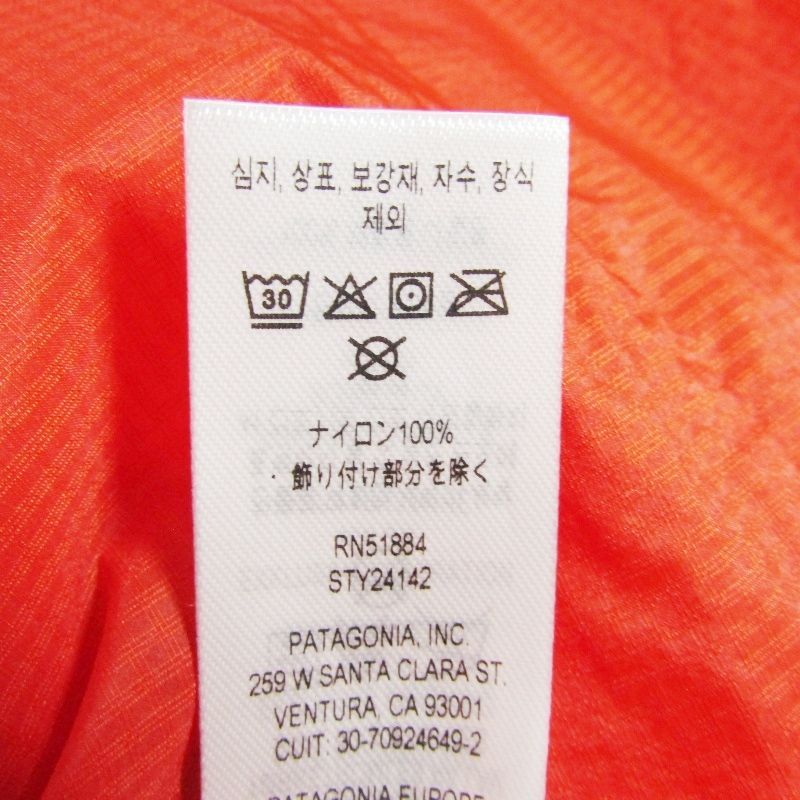 심지, 상표, 보강재, 자수, 장식
제외
30
ナイロン100%
・飾り付け部分を除く
RN51884
STY24142
PATAGONIA, INC.
259 W SANTA CLARA ST.
VENTURA, CA 93001
CUIT: 30-70924649-2
PATAGONIA EUROPE